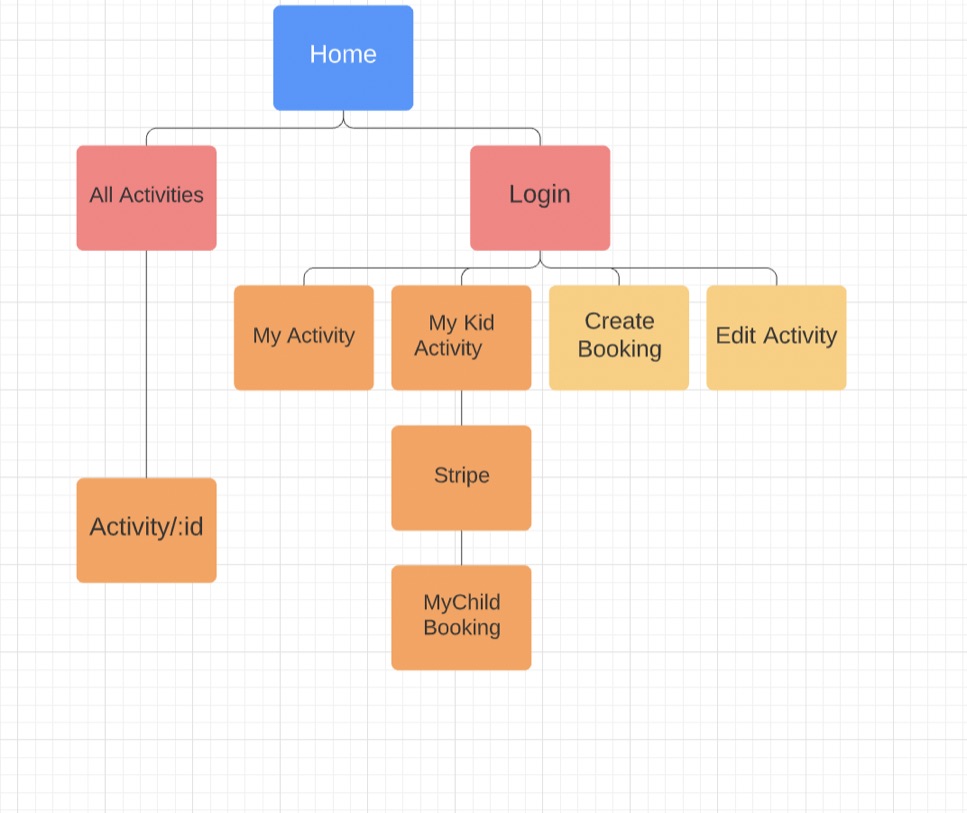 Home
All Activities
Login
My Activity
My Kid
Activity
Create
Booking
Edit Activity
Stripe
Activity/:id
MyChild
Booking